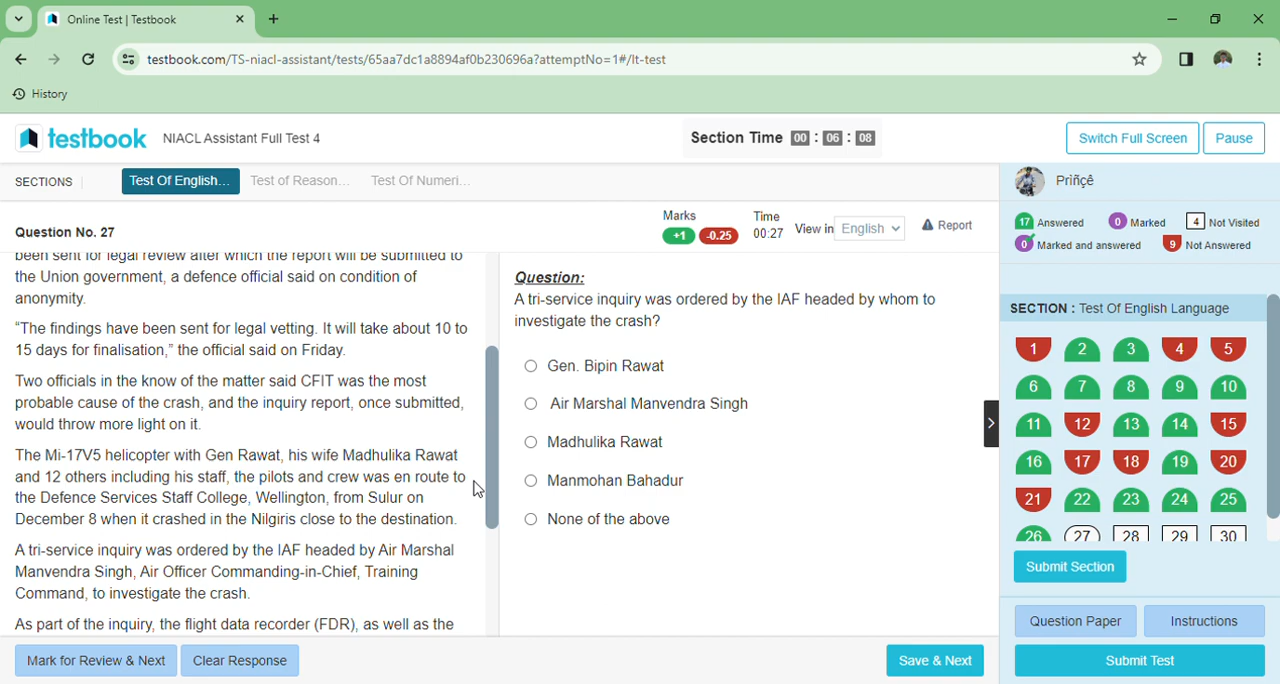 Online Test | Testbook
testbook.com/TS-niacl-assistant/tests/65aa7dc1a8894af0b230696a?attemptNo=1#/lt-test
History
testbook
NIACL Assistant Full Test 4
Section Time 00 : 06 : 08
Switch Full Screen
Pause
SECTIONS
Test Of English...
Test of Reason...
Test Of Numeri...
Priñçê
Question No. 27
Marks
+1 -0.25
Time
00:27
View in English
Report
17 Answered
0 Marked
4 Not Visited
0 Marked and answered
9 Not Answered
been sent for legal review after which the report will be submitted to
the Union government, a defence official said on condition of
anonymity.
“The findings have been sent for legal vetting. It will take about 10 to
15 days for finalisation,” the official said on Friday.
Two officials in the know of the matter said CFIT was the most
probable cause of the crash, and the inquiry report, once submitted,
would throw more light on it.
The Mi-17V5 helicopter with Gen Rawat, his wife Madhulika Rawat
and 12 others including his staff, the pilots and crew was en route to
the Defence Services Staff College, Wellington, from Sulur on
December 8 when it crashed in the Nilgiris close to the destination.
A tri-service inquiry was ordered by the IAF headed by Air Marshal
Manvendra Singh, Air Officer Commanding-in-Chief, Training
Command, to investigate the crash.
As part of the inquiry, the flight data recorder (FDR), as well as the
Question:
A tri-service inquiry was ordered by the IAF headed by whom to
investigate the crash?
Gen. Bipin Rawat
Air Marshal Manvendra Singh
Madhulika Rawat
Manmohan Bahadur
None of the above
SECTION : Test Of English Language
1 2 3 4 5
6 7 8 9 10
11 12 13 14 15
16 17 18 19 20
21 22 23 24 25
26 27 28 29 30
Submit Section
Question Paper
Instructions
Mark for Review & Next
Clear Response
Save & Next
Submit Test